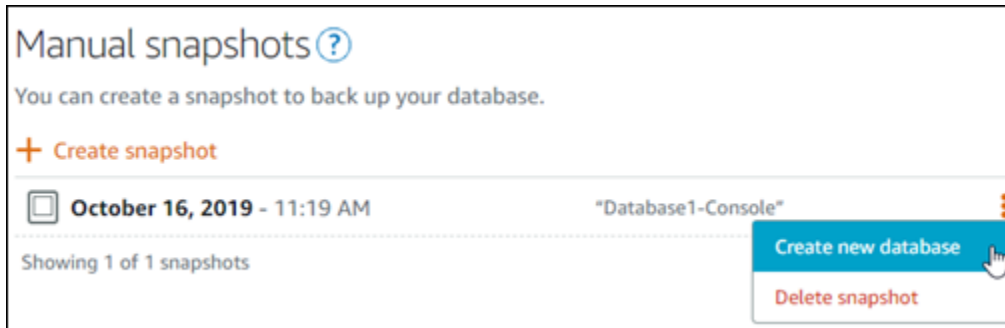 Manual snapshots ?
You can create a snapshot to back up your database.
+ Create snapshot
October 16, 2019 - 11:19 AM "Database1-Console"
Create new database
Showing 1 of 1 snapshots
Delete snapshot